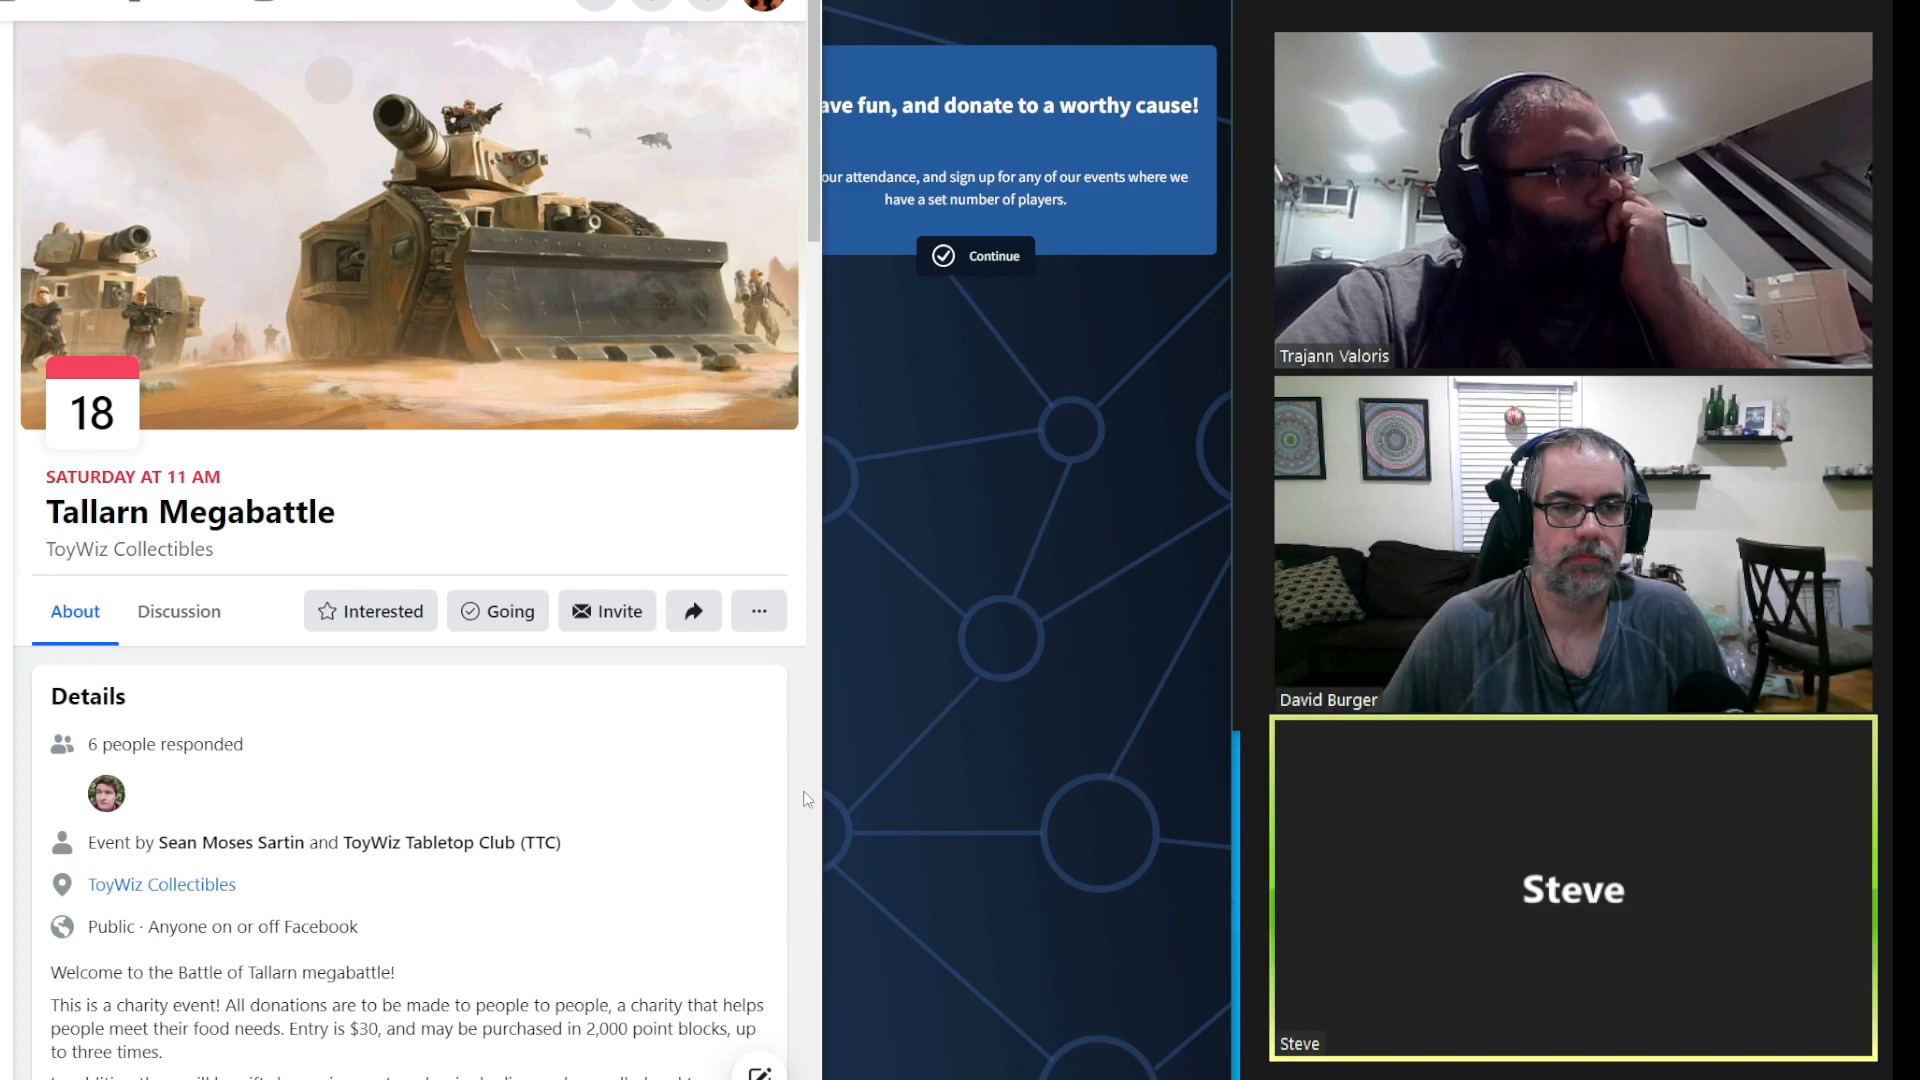 18
SATURDAY AT 11 AM
Tallarn Megabattle
ToyWiz Collectibles
About
Discussion
Interested
Going
Invite
Details
6 people responded
Event by Sean Moses Sartin and ToyWiz Tabletop Club (TTC)
ToyWiz Collectibles
Public · Anyone on or off Facebook
Welcome to the Battle of Tallarn megabattle!
This is a charity event! All donations are to be made to people to people, a charity that helps
people meet their food needs. Entry is $30, and may be purchased in 2,000 point blocks, up
to three times.
ave fun, and donate to a worthy cause!
our attendance, and sign up for any of our events where we
have a set number of players.
Continue
Trajann Valoris
David Burger
Steve
Steve